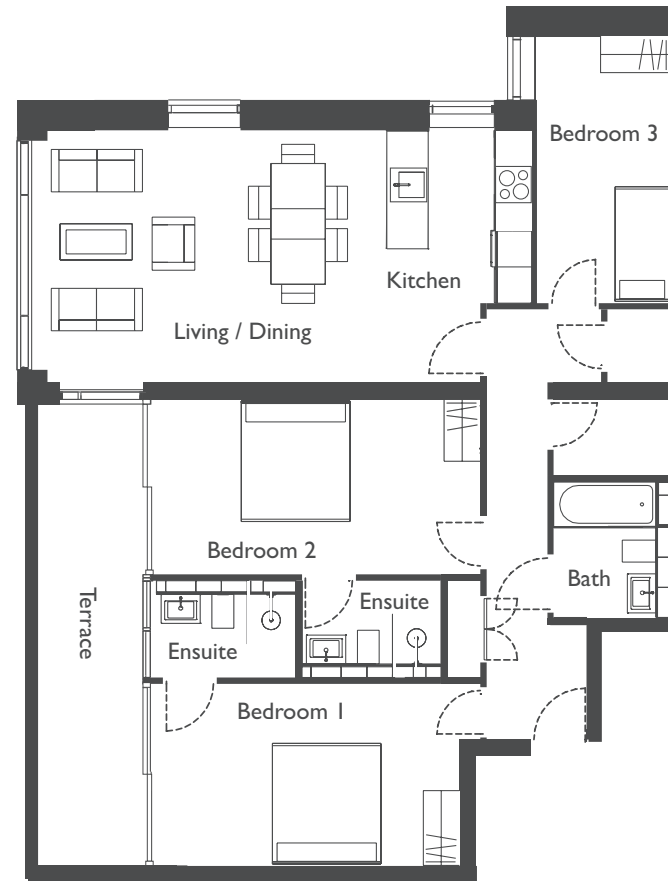 Bedroom 3
Kitchen
Living / Dining
Bedroom 2
Ensuite
Bath
Terrace
Ensuite
Bedroom 1